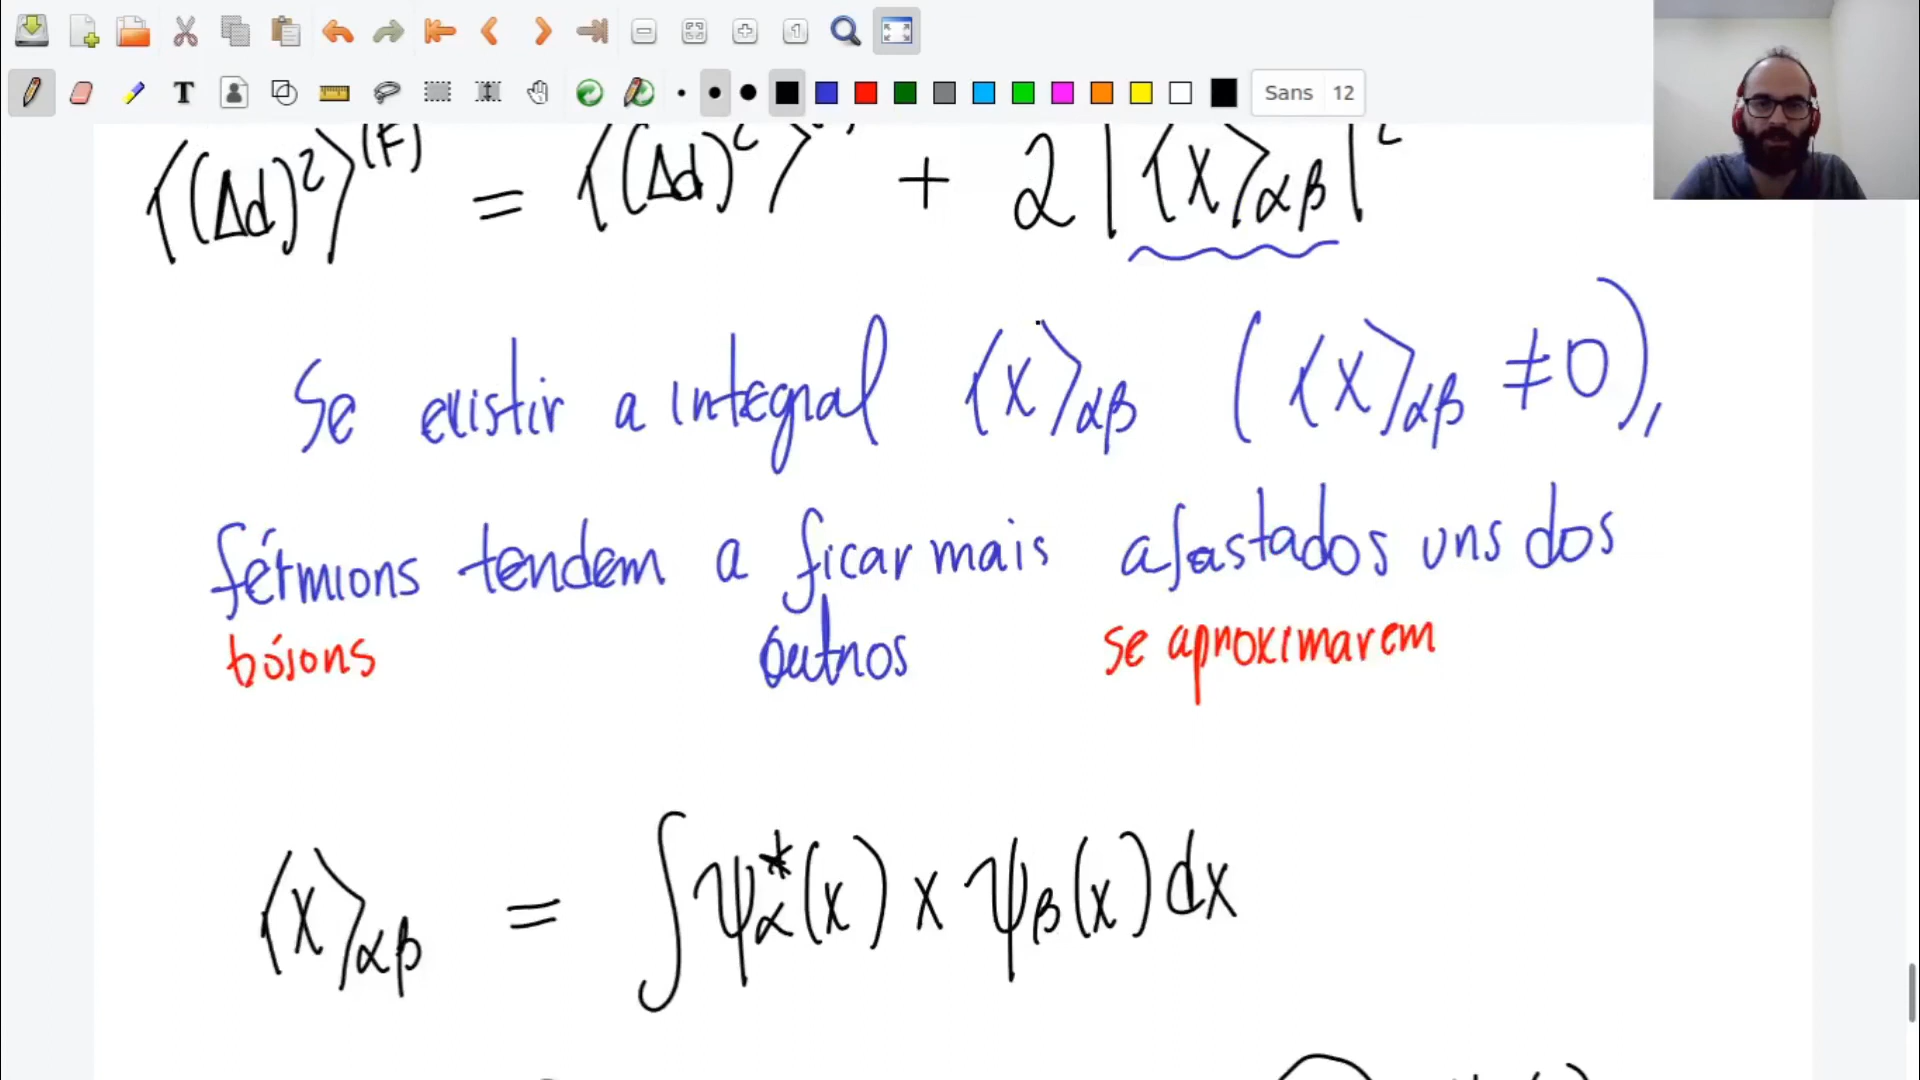 T Sans 12
⟨(Δd)²⟩⁽ᶠ⁾ = ⟨(Δd)²⟩ + 2|⟨x⟩αβ|²
Se existir a integral ⟨x⟩αβ (⟨x⟩αβ ≠ 0),
férmions tendem a ficar mais afastados uns dos
bósons outros se aproximarem
⟨x⟩αβ = ∫ψα*(x) x ψβ(x) dx